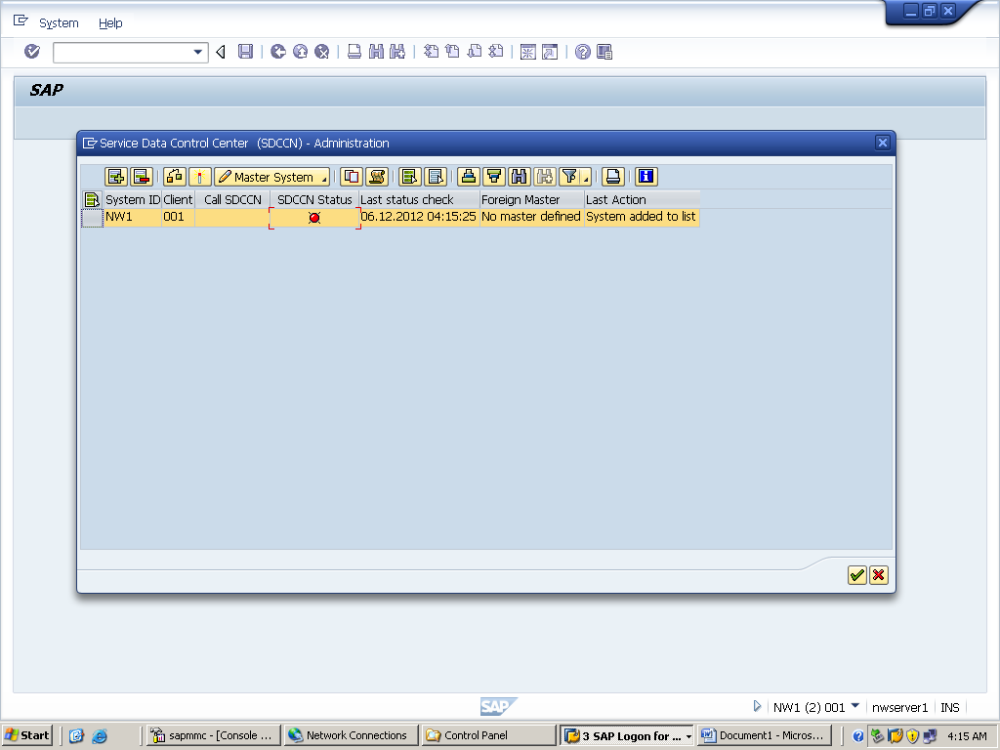 System Help
SAP
Service Data Control Center (SDCCN) - Administration
Master System
System ID Client Call SDCCN SDCCN Status Last status check Foreign Master Last Action
NW1 001 06.12.2012 04:15:25 No master defined System added to list
SAP
NW1 (2) 001 nwserver1 INS
Start sapmmc - [Console ... Network Connections Control Panel 3 SAP Logon for ... Document1 - Micros... 4:15 AM